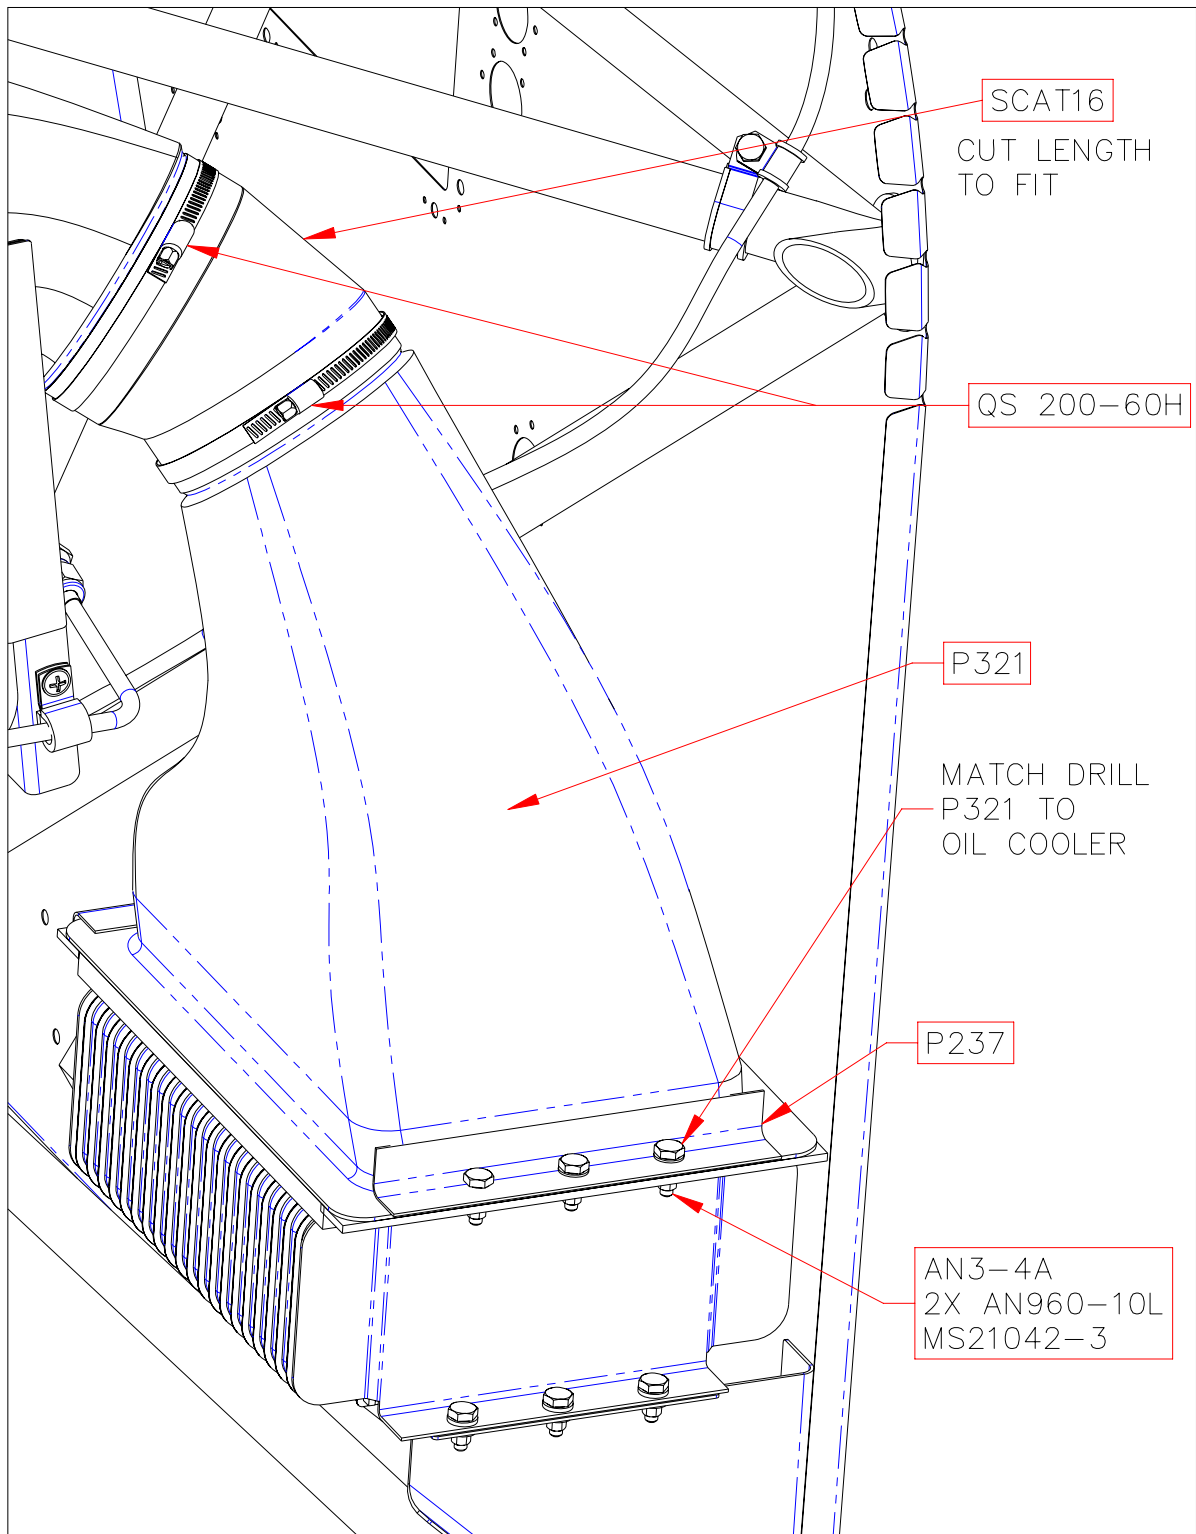 SCAT16
CUT LENGTH
TO FIT
QS 200-60H
P321
MATCH DRILL
P321 TO
OIL COOLER
P237
AN3-4A
2X AN960-10L
MS21042-3